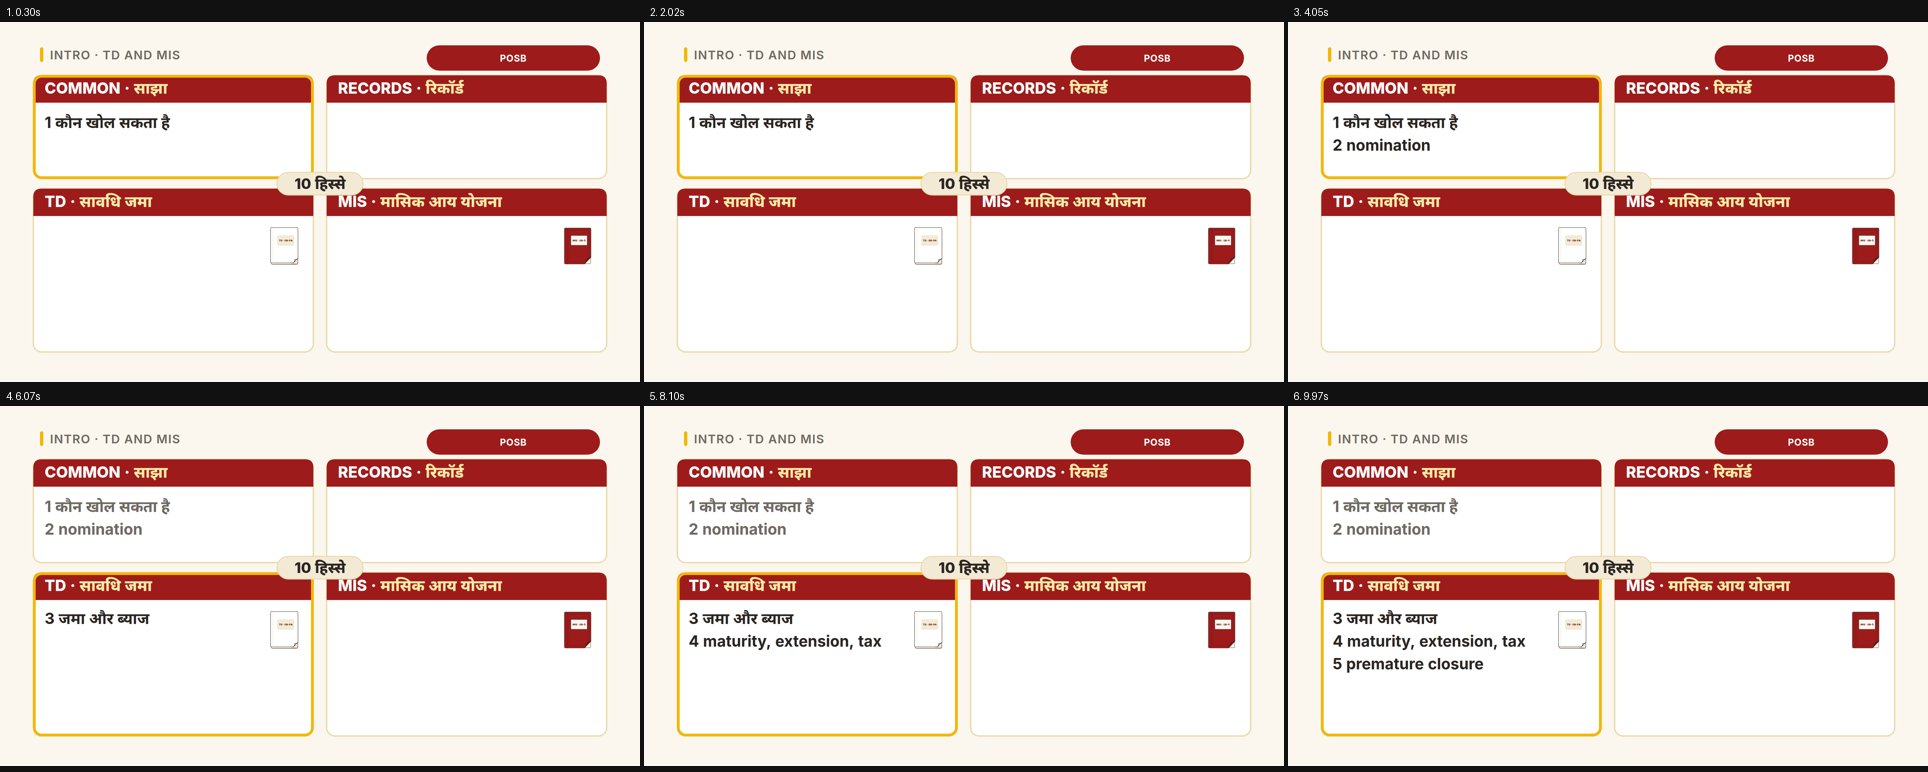 1. 0.30s
INTRO · TD AND MIS
POSB
COMMON · साझा
RECORDS · रिकॉर्ड
1 कौन खोल सकता है
10 हिस्से
TD · सावधि जमा
MIS · मासिक आय योजना
2. 2.02s
INTRO · TD AND MIS
POSB
COMMON · साझा
RECORDS · रिकॉर्ड
1 कौन खोल सकता है
10 हिस्से
TD · सावधि जमा
MIS · मासिक आय योजना
3. 4.05s
INTRO · TD AND MIS
POSB
COMMON · साझा
RECORDS · रिकॉर्ड
1 कौन खोल सकता है
2 nomination
10 हिस्से
TD · सावधि जमा
MIS · मासिक आय योजना
4. 6.07s
INTRO · TD AND MIS
POSB
COMMON · साझा
RECORDS · रिकॉर्ड
1 कौन खोल सकता है
2 nomination
10 हिस्से
TD · सावधि जमा
MIS · मासिक आय योजना
3 जमा और ब्याज
5. 8.10s
INTRO · TD AND MIS
POSB
COMMON · साझा
RECORDS · रिकॉर्ड
1 कौन खोल सकता है
2 nomination
10 हिस्से
TD · सावधि जमा
MIS · मासिक आय योजना
3 जमा और ब्याज
4 maturity, extension, tax
6. 9.97s
INTRO · TD AND MIS
POSB
COMMON · साझा
RECORDS · रिकॉर्ड
1 कौन खोल सकता है
2 nomination
10 हिस्से
TD · सावधि जमा
MIS · मासिक आय योजना
3 जमा और ब्याज
4 maturity, extension, tax
5 premature closure